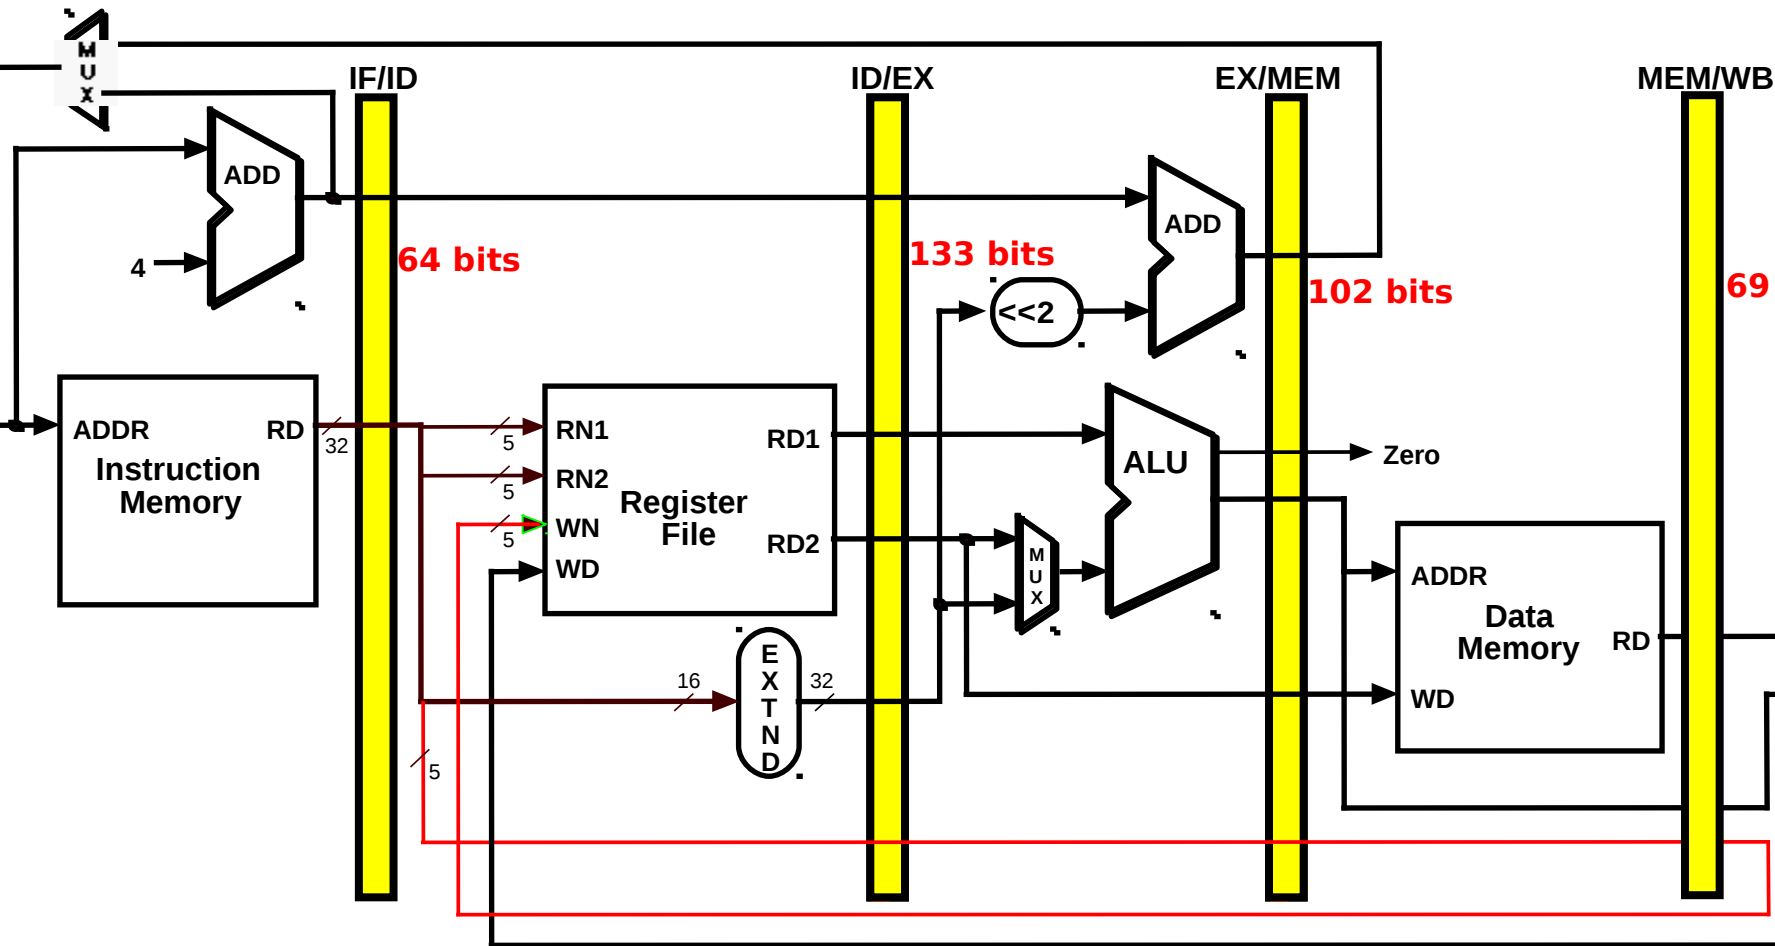 M
U
X
IF/ID
ID/EX
EX/MEM
MEM/WB
ADD
4
64 bits
133 bits
102 bits
69
ADD
<<2
ADDR
RD
32
Instruction
Memory
5
RN1
5
RN2
5
WN
WD
Register
File
RD1
RD2
M
U
X
ALU
Zero
ADDR
Data
Memory
RD
WD
16
E
X
T
N
D
32
5